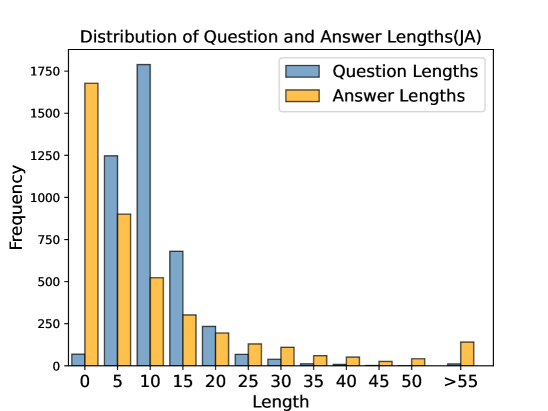 Distribution of Question and Answer Lengths(JA)
Question Lengths
Answer Lengths
Frequency
1750
1500
1250
1000
750
500
250
0
0 5 10 15 20 25 30 35 40 45 50 >55
Length